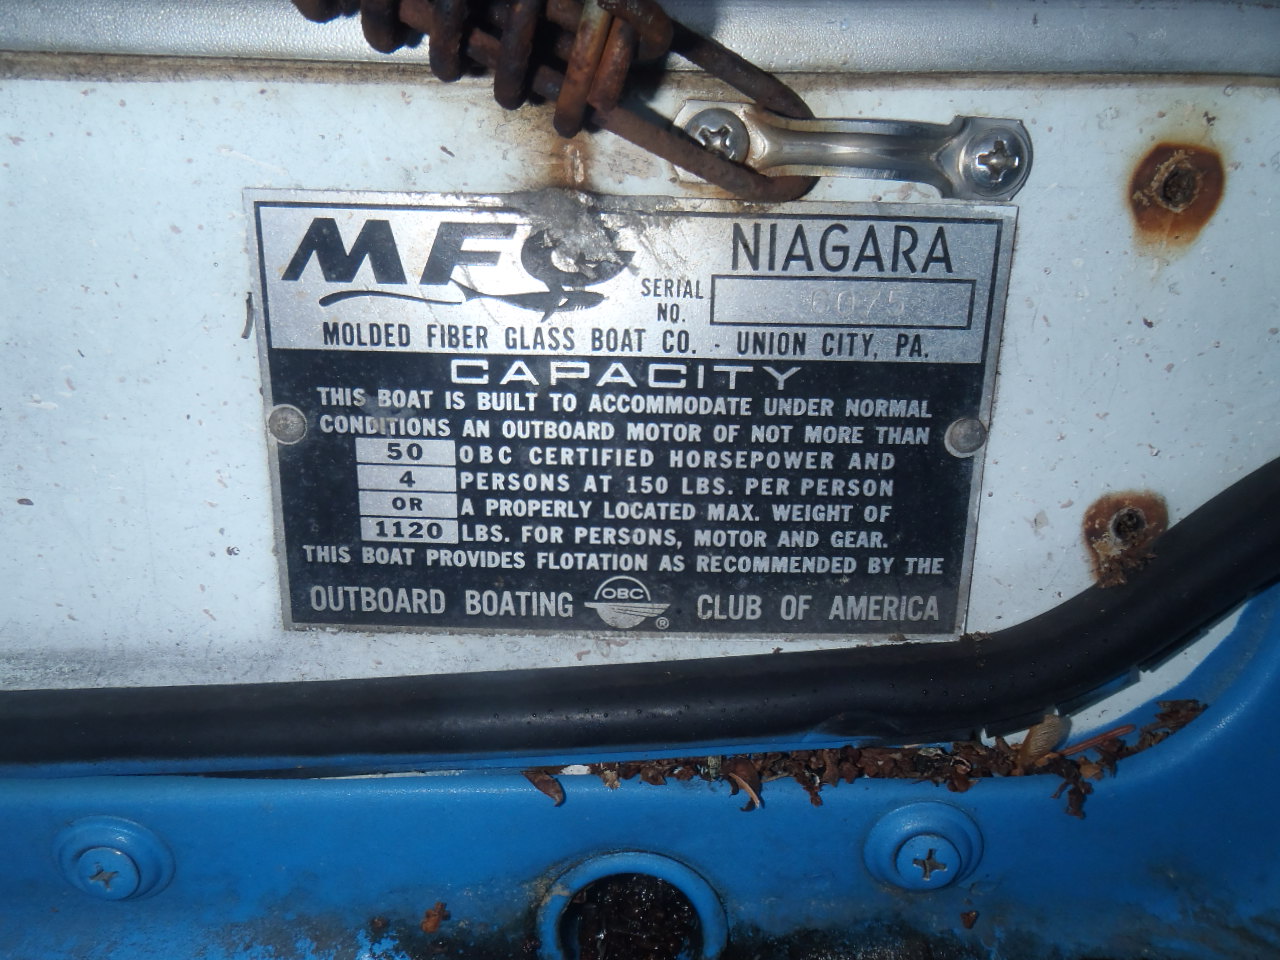 MFG NIAGARA
SERIAL
NO.
MOLDED FIBER GLASS BOAT CO. - UNION CITY, PA.
CAPACITY
THIS BOAT IS BUILT TO ACCOMMODATE UNDER NORMAL
CONDITIONS AN OUTBOARD MOTOR OF NOT MORE THAN
50 OBC CERTIFIED HORSEPOWER AND
4 PERSONS AT 150 LBS. PER PERSON
OR A PROPERLY LOCATED MAX. WEIGHT OF
1120 LBS. FOR PERSONS, MOTOR AND GEAR.
THIS BOAT PROVIDES FLOTATION AS RECOMMENDED BY THE
OUTBOARD BOATING OBC ® CLUB OF AMERICA